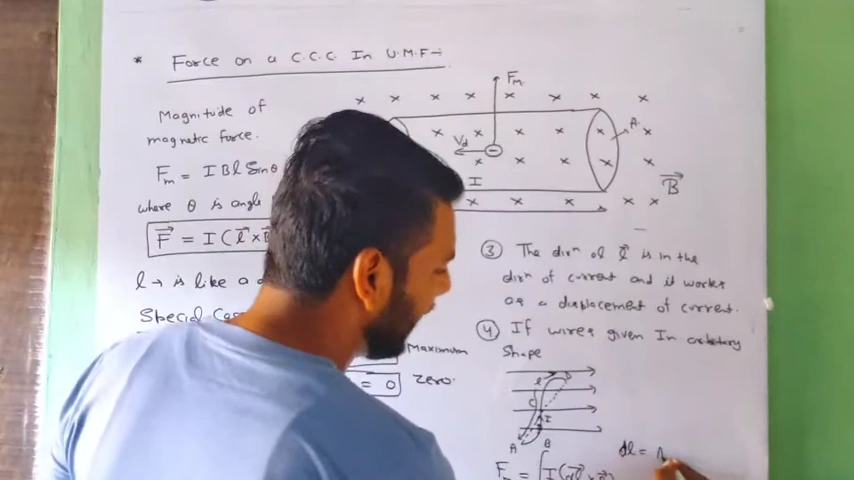 * Force on a C.C.C In U.M.F :-
Magnitude of
magnetic force.
Fm = I B l Sinθ
where θ is angle
F⃗ = I (l⃗ × B
l → is like a
Special Cas
Maximum
= 0 zero.
Fm
A
Vd
I
B⃗
③ The dirⁿ of l⃗ is in the
dirⁿ of current and it works
as a displacement of current.
④ If wires given In arbitary
Shape
l D
C
I
A B
F = ∫ I (dl⃗ × B⃗)
dl =